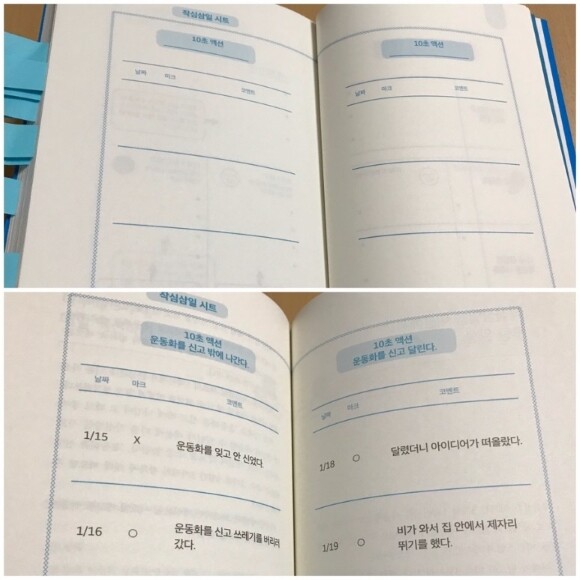 작심삼일 시트
10초 액션
날짜 마크 코멘트
10초 액션
날짜 마크 코멘트
작심삼일 시트
10초 액션
운동화를 신고 밖에 나간다.
날짜 마크 코멘트
1/15 X 운동화를 잊고 안 신었다.
1/16 ○ 운동화를 신고 쓰레기를 버리러
갔다.
10초 액션
운동화를 신고 달린다.
날짜 마크 코멘트
1/18 ○ 달렸더니 아이디어가 떠올랐다.
1/19 ○ 비가 와서 집 안에서 제자리
뛰기를 했다.